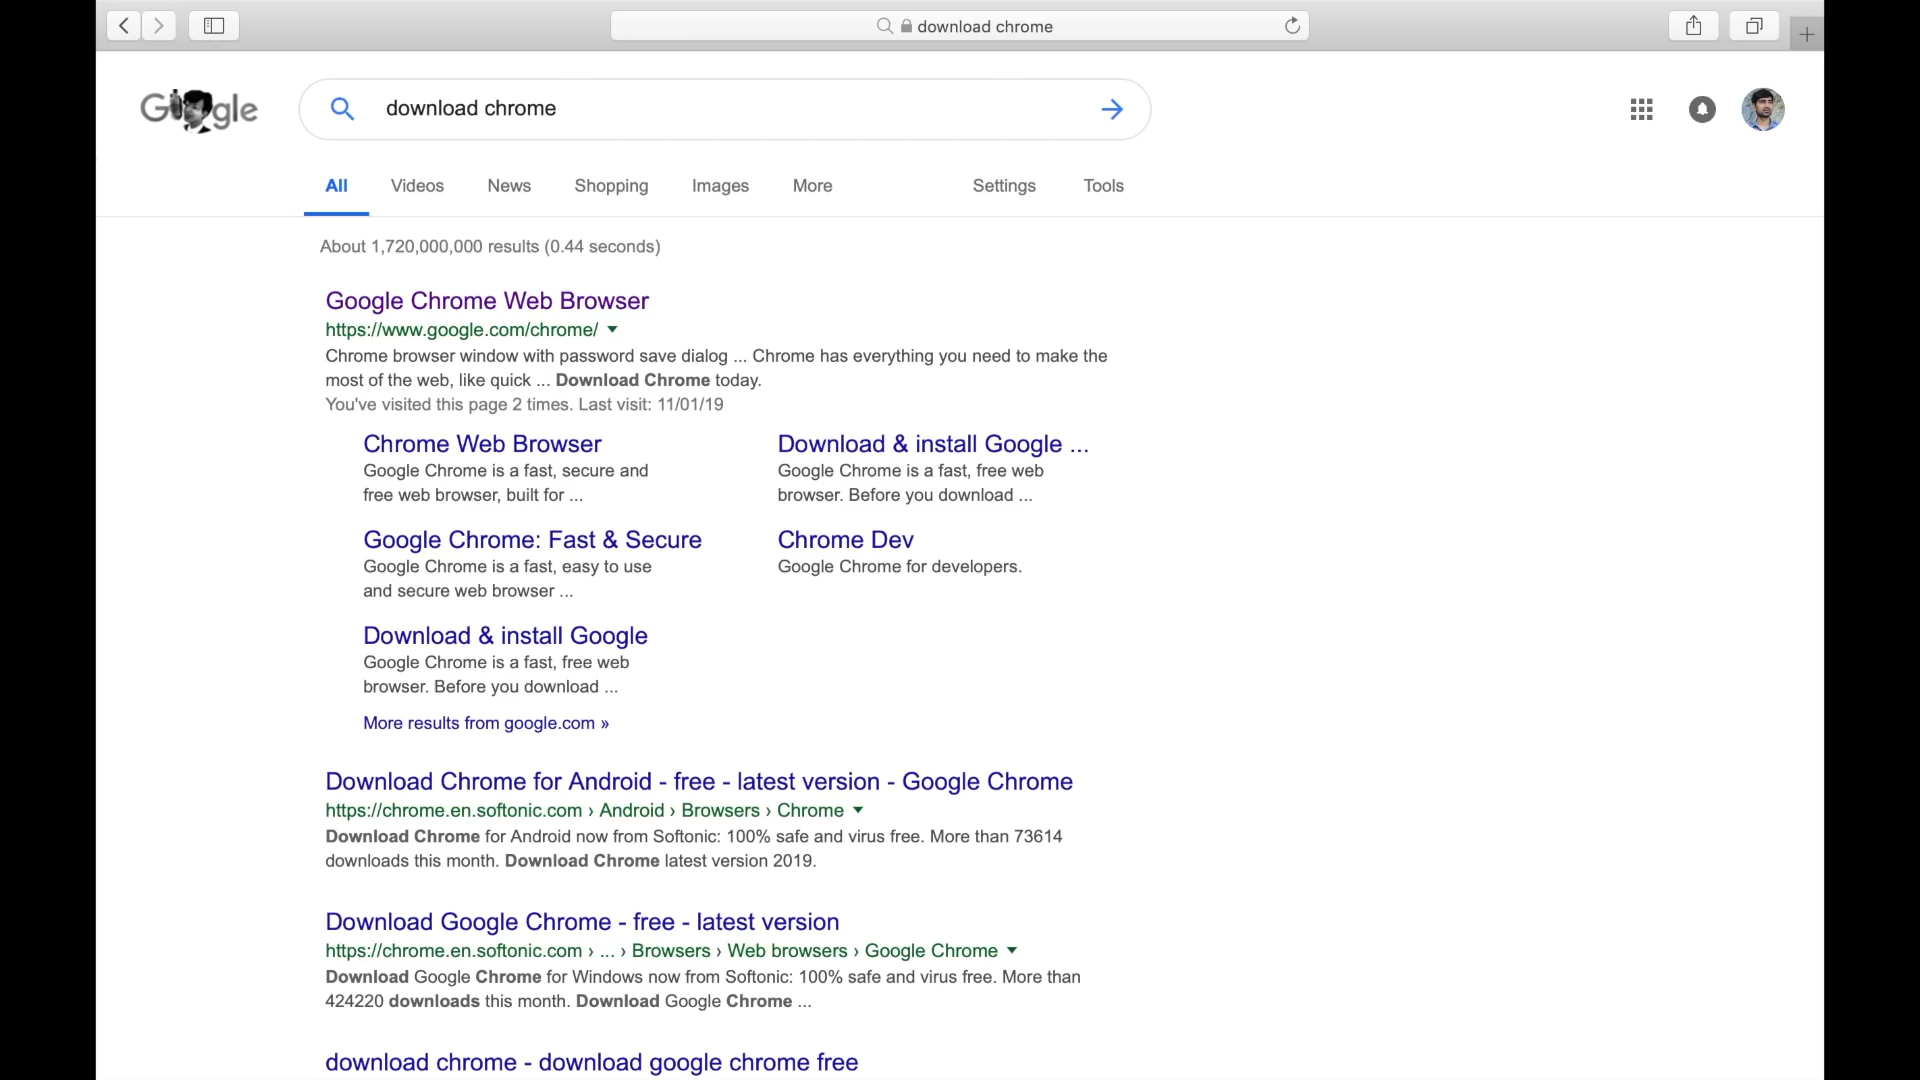 download chrome
Google
download chrome
All Videos News Shopping Images More Settings Tools
About 1,720,000,000 results (0.44 seconds)
Google Chrome Web Browser
https://www.google.com/chrome/
Chrome browser window with password save dialog ... Chrome has everything you need to make the
most of the web, like quick ... Download Chrome today.
You've visited this page 2 times. Last visit: 11/01/19
Chrome Web Browser
Google Chrome is a fast, secure and
free web browser, built for ...
Download & install Google ...
Google Chrome is a fast, free web
browser. Before you download ...
Google Chrome: Fast & Secure
Google Chrome is a fast, easy to use
and secure web browser ...
Chrome Dev
Google Chrome for developers.
Download & install Google
Google Chrome is a fast, free web
browser. Before you download ...
More results from google.com »
Download Chrome for Android - free - latest version - Google Chrome
https://chrome.en.softonic.com › Android › Browsers › Chrome
Download Chrome for Android now from Softonic: 100% safe and virus free. More than 73614
downloads this month. Download Chrome latest version 2019.
Download Google Chrome - free - latest version
https://chrome.en.softonic.com › ... › Browsers › Web browsers › Google Chrome
Download Google Chrome for Windows now from Softonic: 100% safe and virus free. More than
424220 downloads this month. Download Google Chrome ...
download chrome - download google chrome free